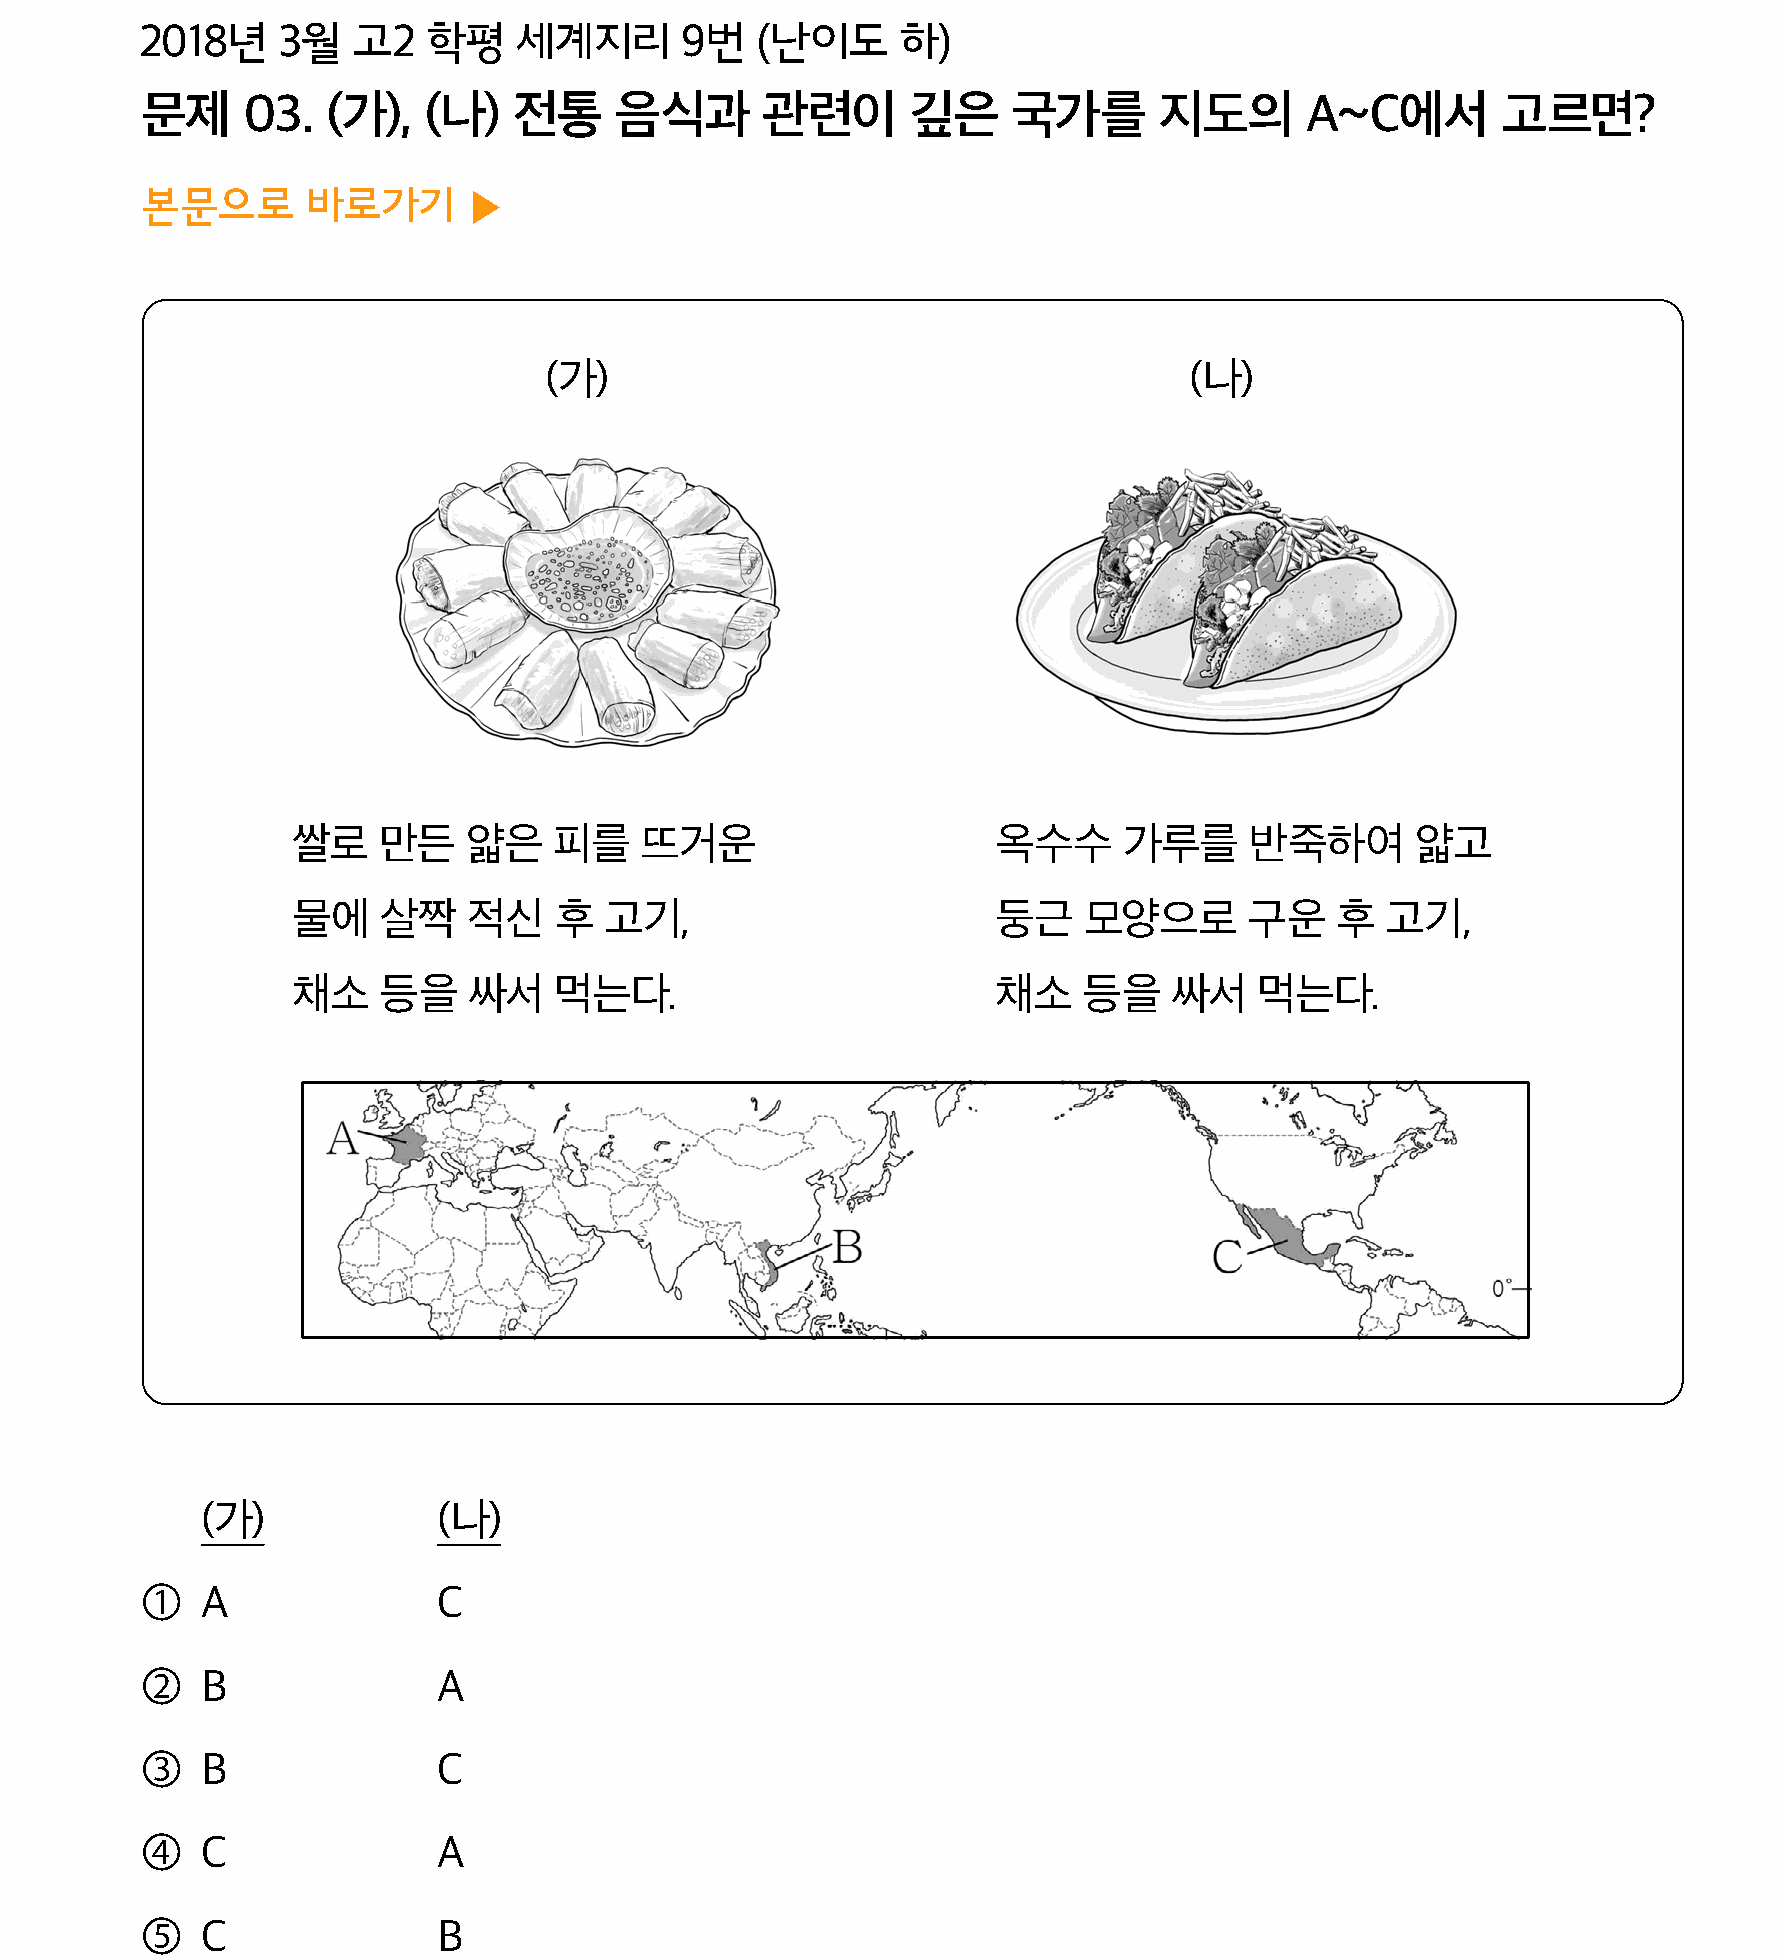 2018년 3월 고2 학평 세계지리 9번 (난이도 하)
문제 03. (가), (나) 전통 음식과 관련이 깊은 국가를 지도의 A~C에서 고르면?
본문으로 바로가기 ▶
(가) (나)
쌀로 만든 얇은 피를 뜨거운
물에 살짝 적신 후 고기,
채소 등을 싸서 먹는다.
옥수수 가루를 반죽하여 얇고
둥근 모양으로 구운 후 고기,
채소 등을 싸서 먹는다.
A
B
C
0°
(가) (나)
① A C
② B A
③ B C
④ C A
⑤ C B